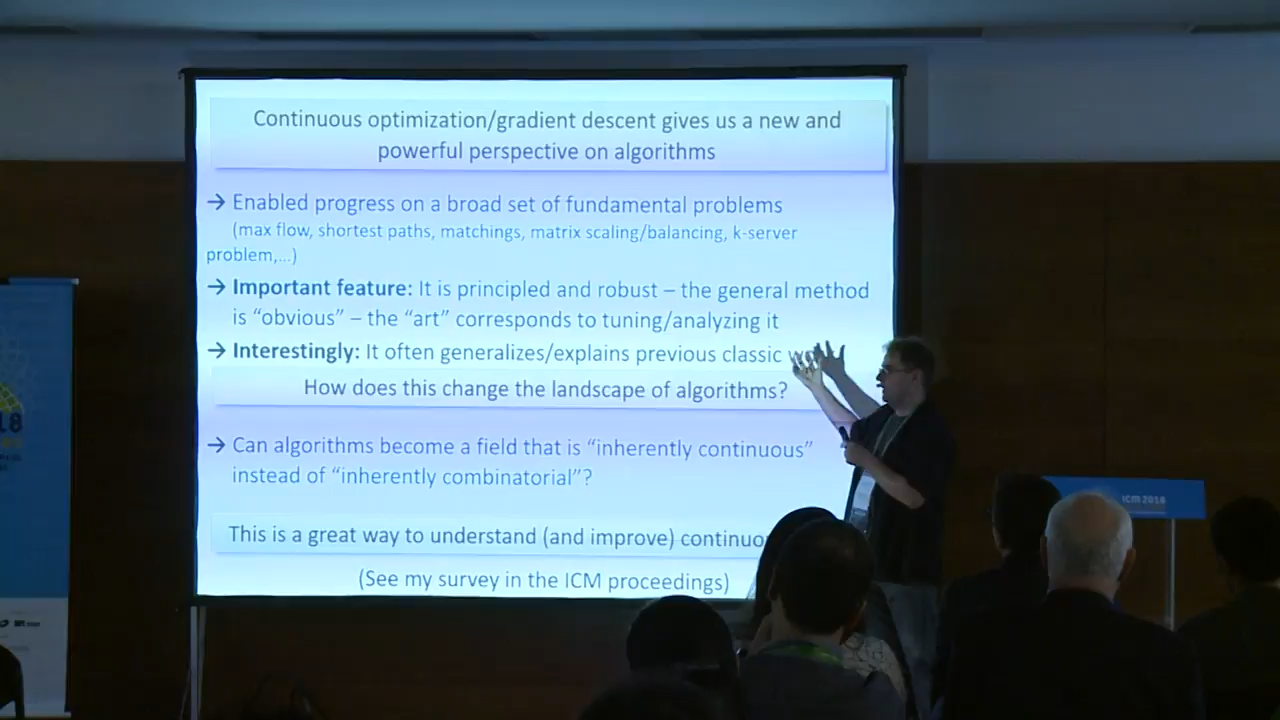 Continuous optimization/gradient descent gives us a new and
powerful perspective on algorithms
→ Enabled progress on a broad set of fundamental problems
(max flow, shortest paths, matchings, matrix scaling/balancing, k-server
problem,...)
→ Important feature: It is principled and robust – the general method
is “obvious” – the “art” corresponds to tuning/analyzing it
→ Interestingly: It often generalizes/explains previous classic
How does this change the landscape of algorithms?
→ Can algorithms become a field that is “inherently continuous”
instead of “inherently combinatorial”?
This is a great way to understand (and improve) continuo
(See my survey in the ICM proceedings)
ICM 2018
18